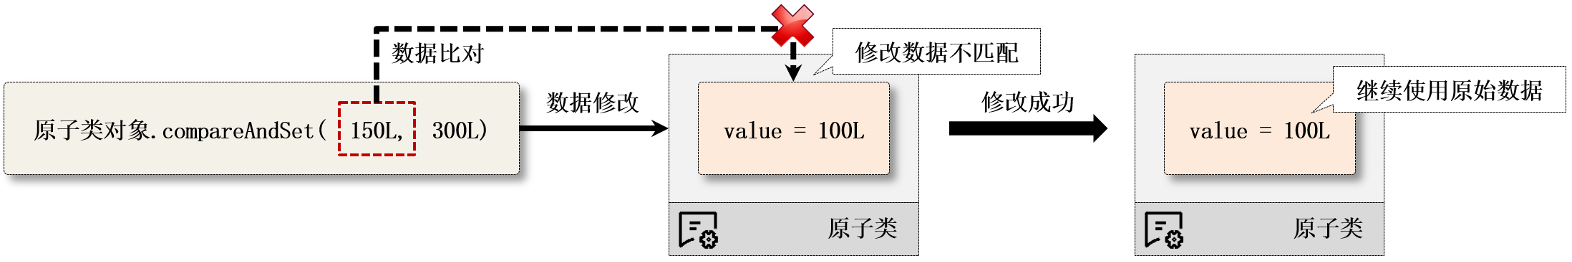 数据比对
原子类对象.compareAndSet( 150L, 300L)
数据修改
修改数据不匹配
value = 100L
原子类
修改成功
继续使用原始数据
value = 100L
原子类